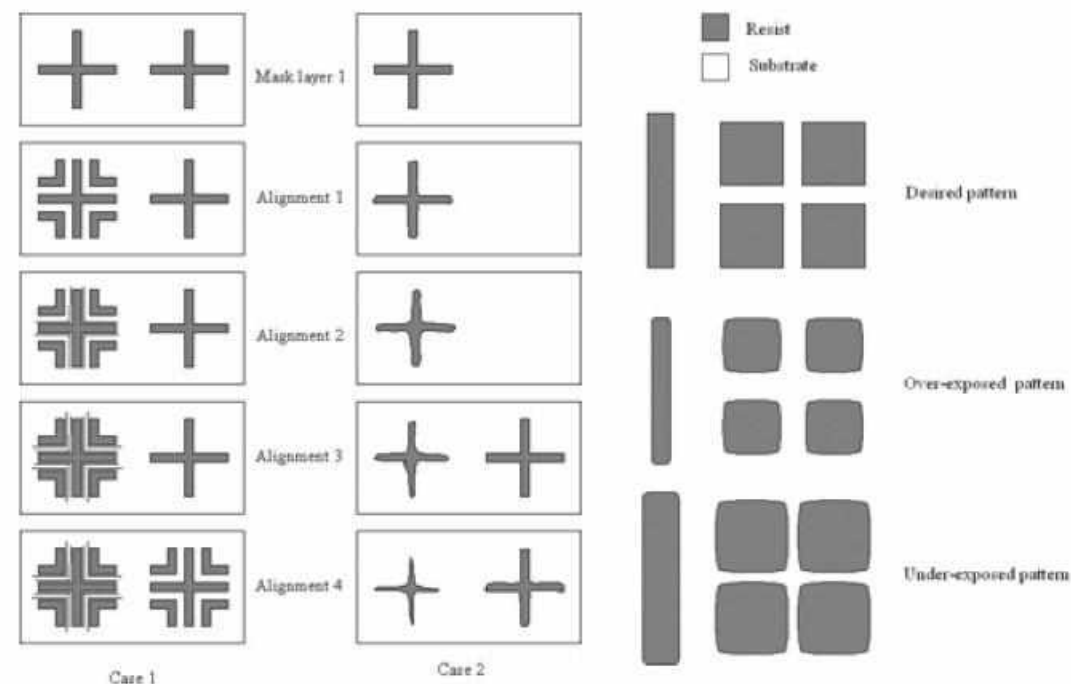 Mask layer 1
Alignment 1
Alignment 2
Alignment 3
Alignment 4
Case 1
Case 2
Resist
Substrate
Desired pattern
Over-exposed pattern
Under-exposed pattern